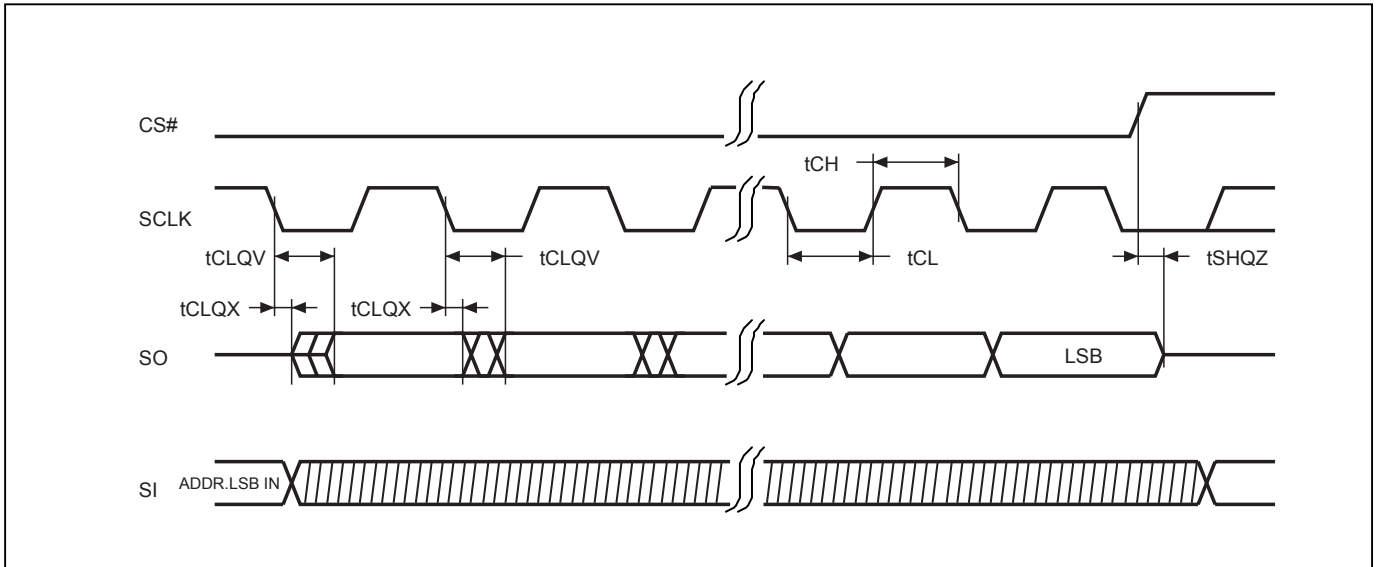 CS#
tCH
SCLK
tCLQV
tCLQV
tCL
tSHQZ
tCLQX
tCLQX
SO
LSB
SI
ADDR.LSB IN